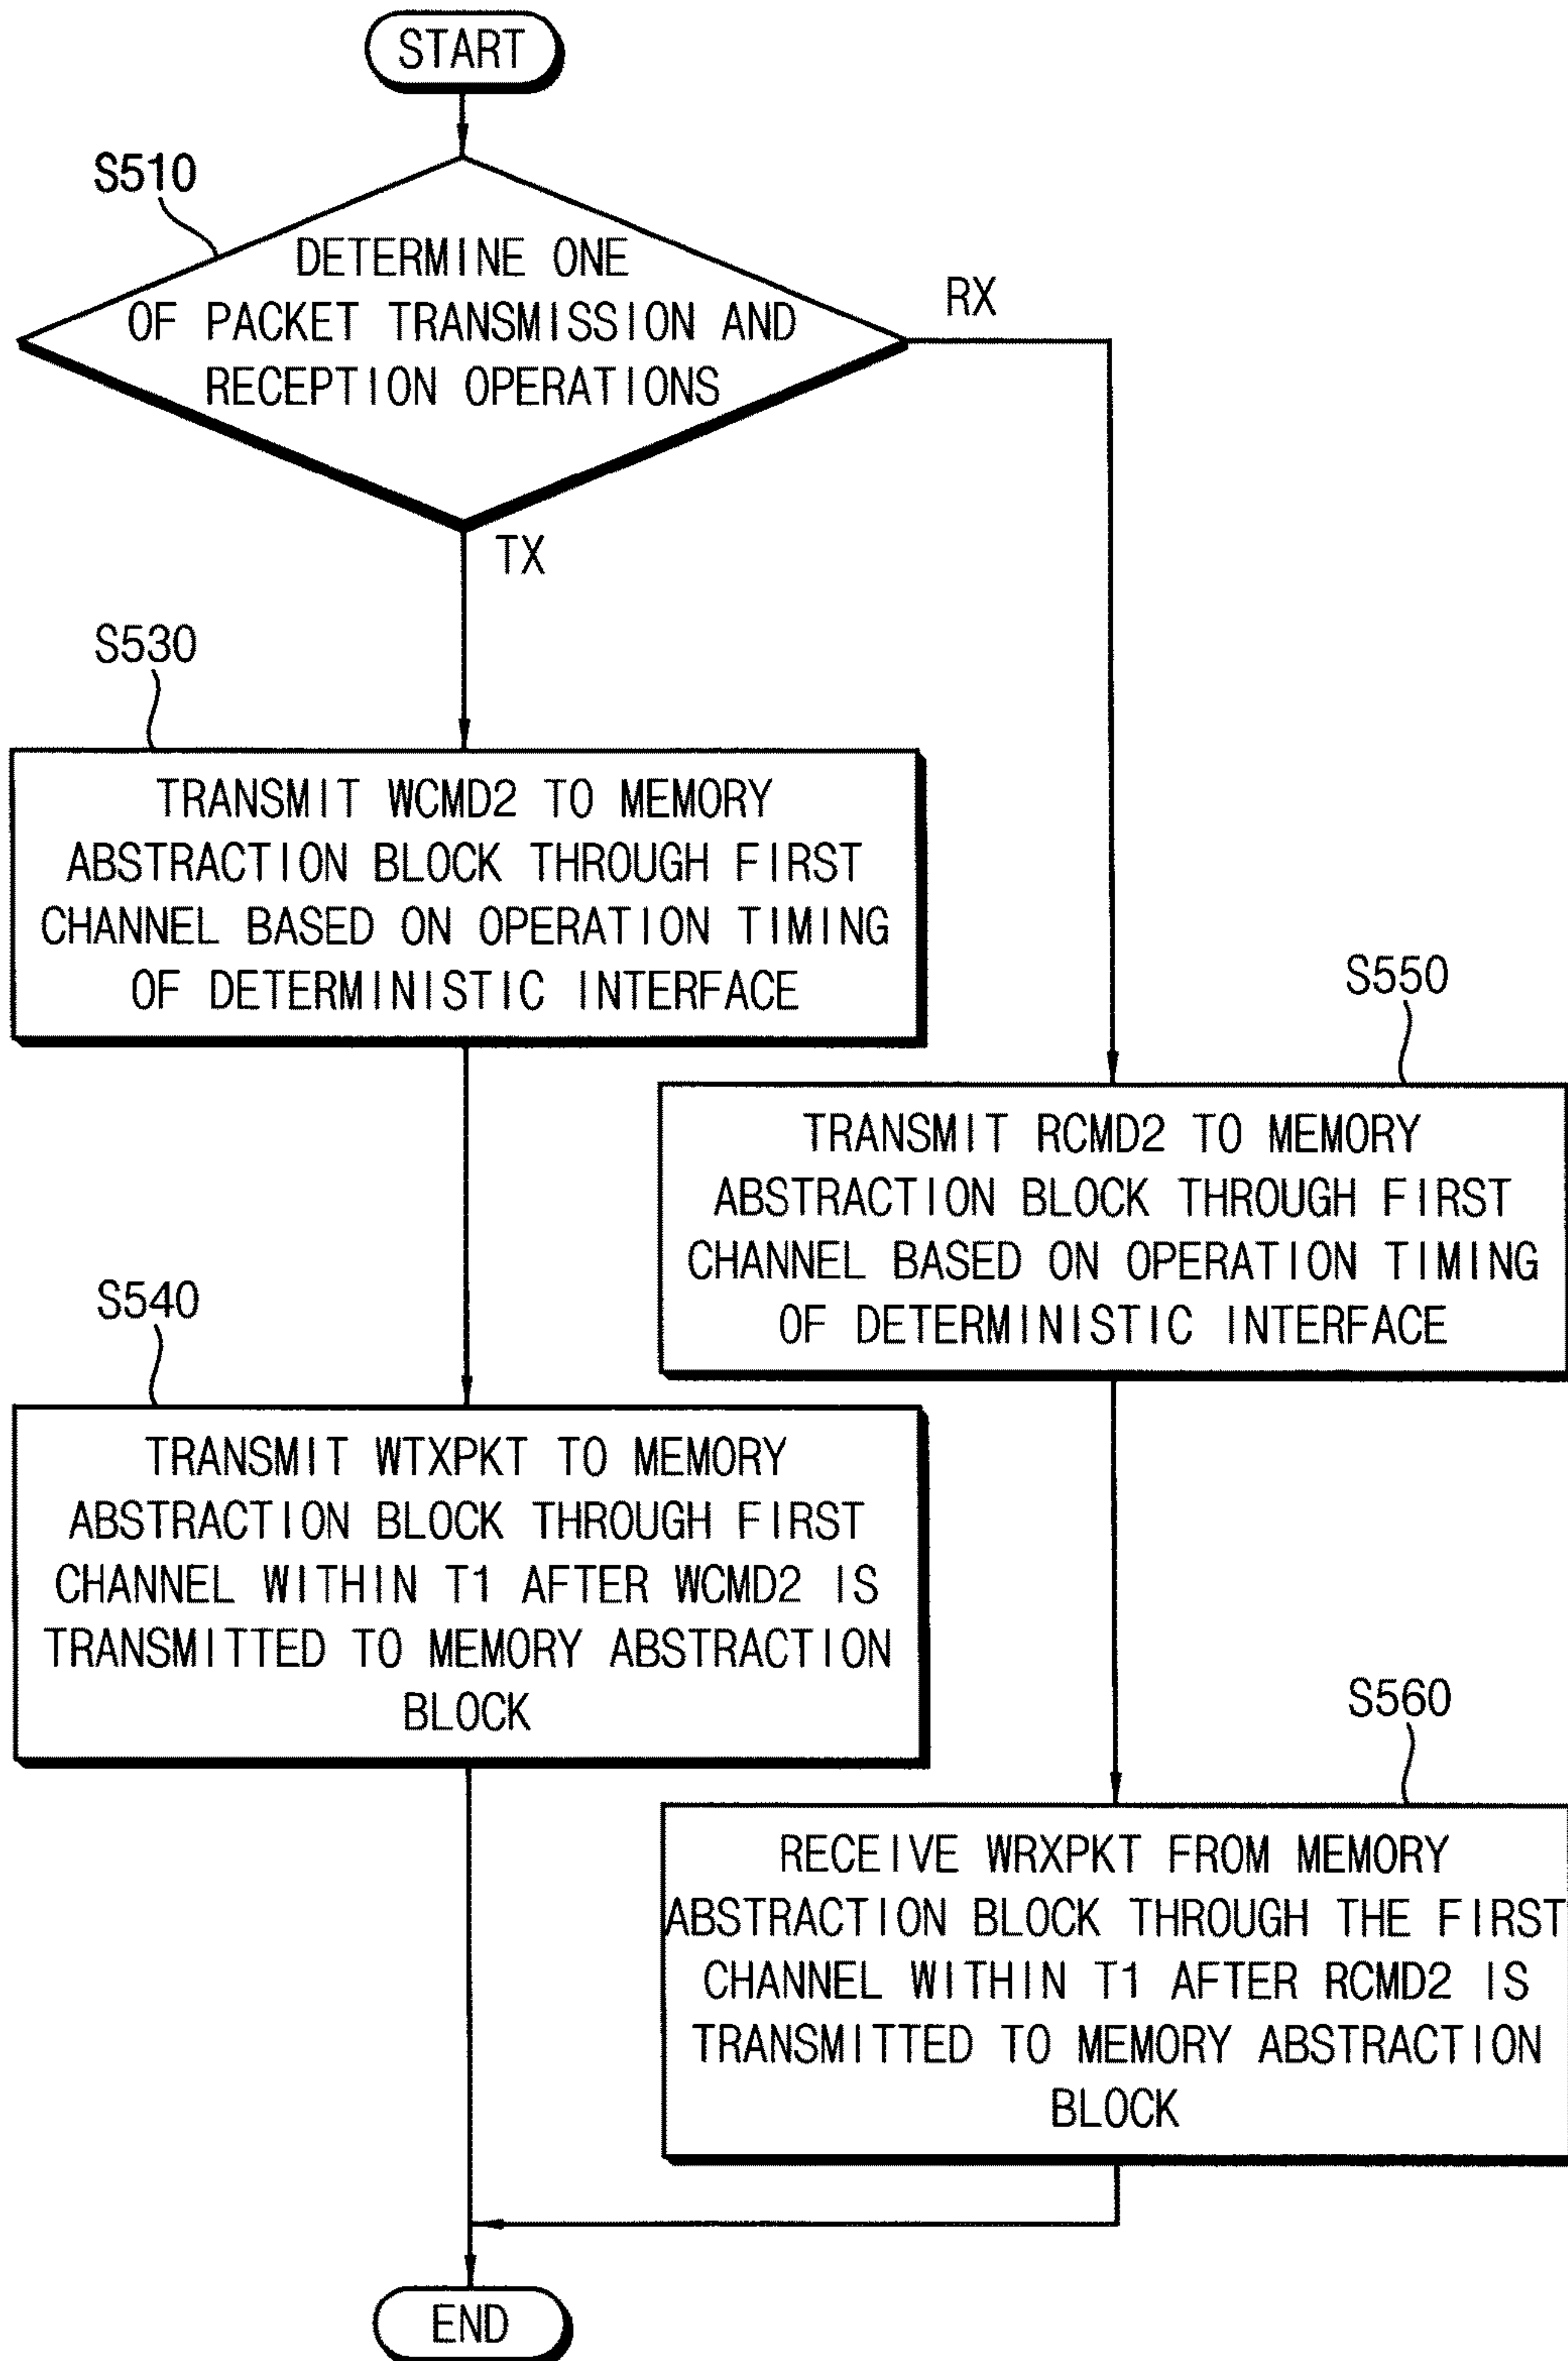 START
S510
DETERMINE ONE
OF PACKET TRANSMISSION AND
RECEPTION OPERATIONS
RX
TX
S530
TRANSMIT WCMD2 TO MEMORY
ABSTRACTION BLOCK THROUGH FIRST
CHANNEL BASED ON OPERATION TIMING
OF DETERMINISTIC INTERFACE
S550
TRANSMIT RCMD2 TO MEMORY
ABSTRACTION BLOCK THROUGH FIRST
CHANNEL BASED ON OPERATION TIMING
OF DETERMINISTIC INTERFACE
S540
TRANSMIT WTXPKT TO MEMORY
ABSTRACTION BLOCK THROUGH FIRST
CHANNEL WITHIN T1 AFTER WCMD2 IS
TRANSMITTED TO MEMORY ABSTRACTION
BLOCK
S560
RECEIVE WRXPKT FROM MEMORY
ABSTRACTION BLOCK THROUGH THE FIRST
CHANNEL WITHIN T1 AFTER RCMD2 IS
TRANSMITTED TO MEMORY ABSTRACTION
BLOCK
END